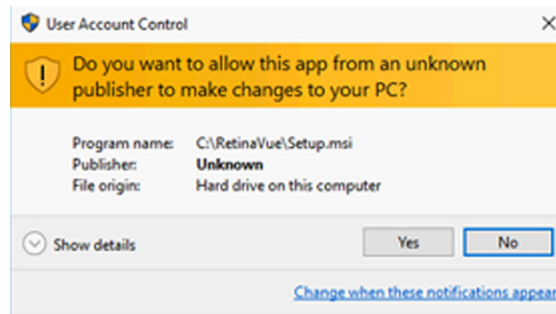 User Account Control
Do you want to allow this app from an unknown
publisher to make changes to your PC?
Program name: C:\RetinaVue\Setup.msi
Publisher: Unknown
File origin: Hard drive on this computer
Show details
Yes No
Change when these notifications appear